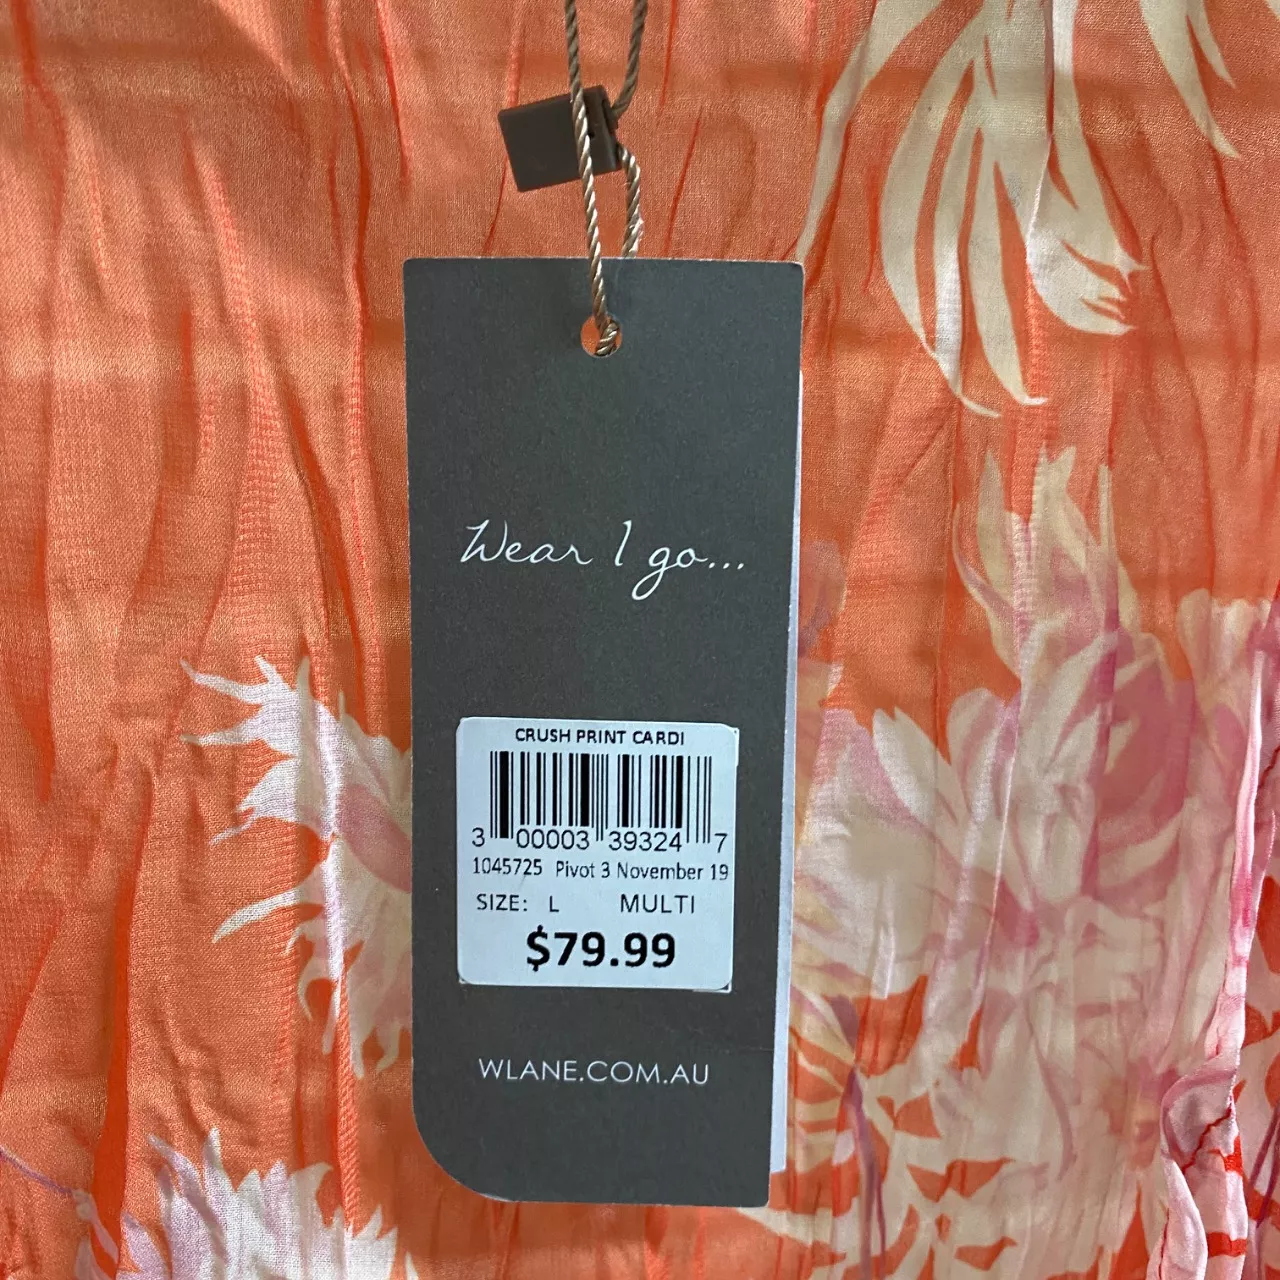 Wear I go...
CRUSH PRINT CARDI
3 00003 39324 7
1045725 Pivot 3 November 19
SIZE: L MULTI
$79.99
WLANE.COM.AU